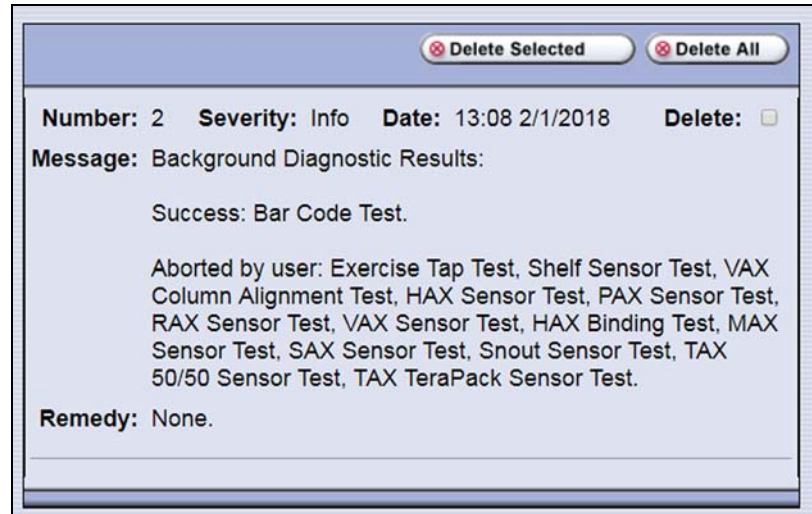 Delete Selected Delete All
Number: 2 Severity: Info Date: 13:08 2/1/2018 Delete:
Message: Background Diagnostic Results:
Success: Bar Code Test.
Aborted by user: Exercise Tap Test, Shelf Sensor Test, VAX
Column Alignment Test, HAX Sensor Test, PAX Sensor Test,
RAX Sensor Test, VAX Sensor Test, HAX Binding Test, MAX
Sensor Test, SAX Sensor Test, Snout Sensor Test, TAX
50/50 Sensor Test, TAX TeraPack Sensor Test.
Remedy: None.